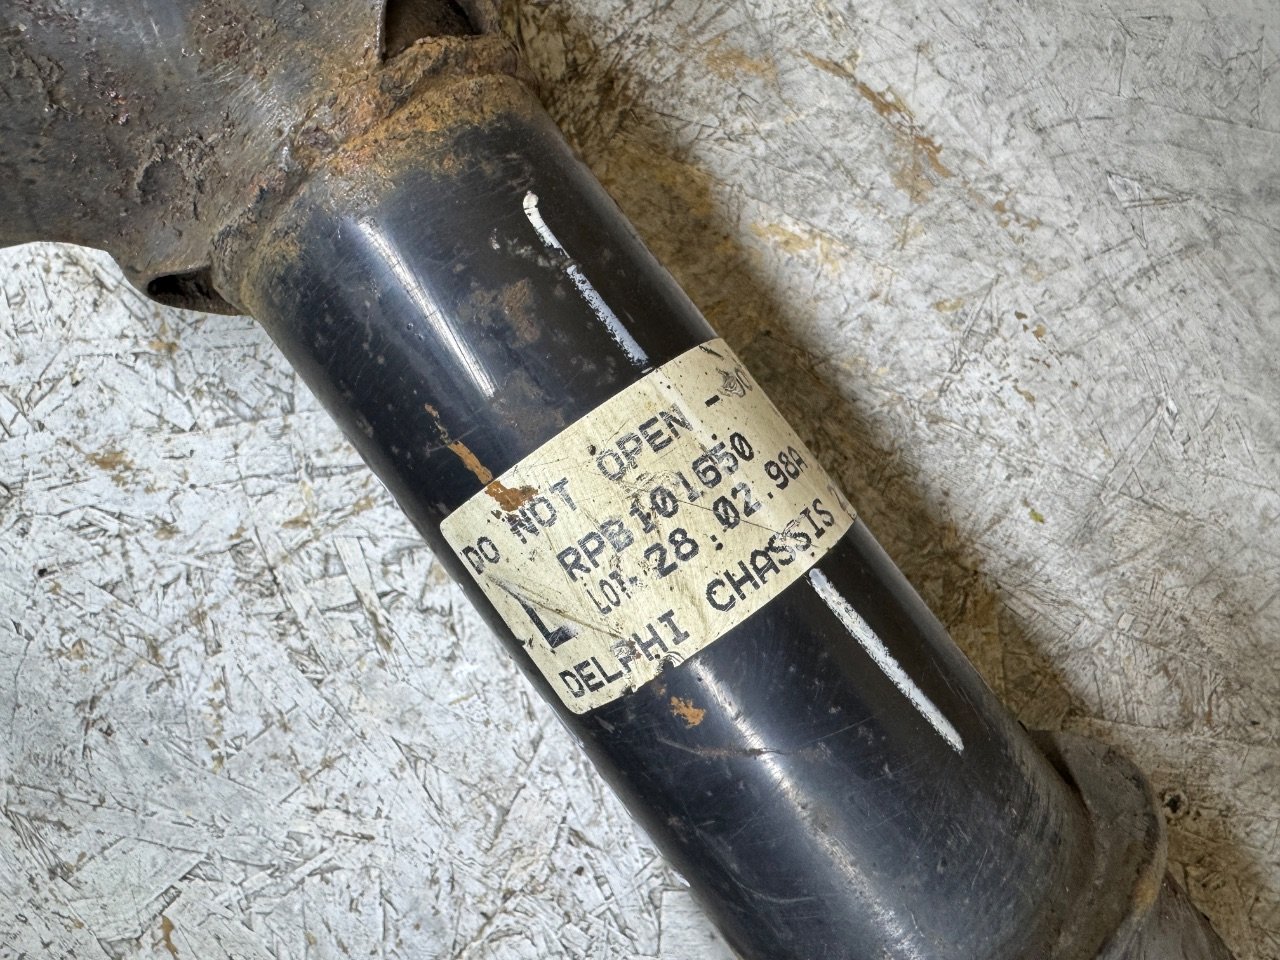 DO NOT OPEN -
RPB101650
LOT. 28.02.98A
L
DELPHI CHASSIS